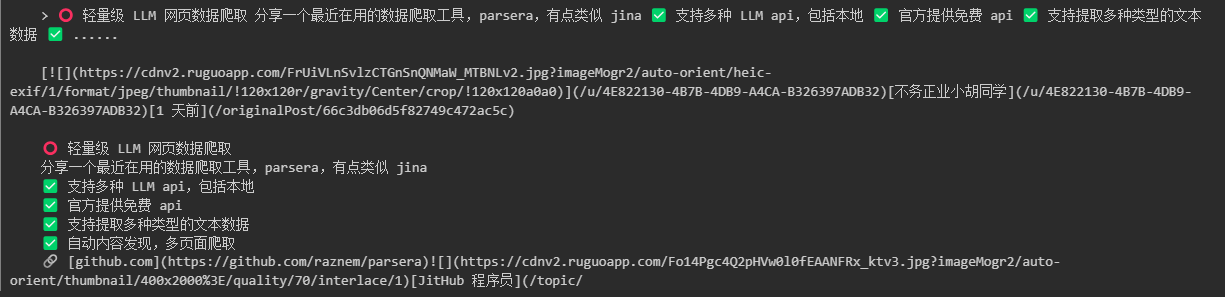 > ⭕ 轻量级 LLM 网页数据爬取 分享一个最近在用的数据爬取工具，parsera，有点类似 jina ✅ 支持多种 LLM api，包括本地 ✅ 官方提供免费 api ✅ 支持提取多种类型的文本
数据 ✅ ......
[![](https://cdnv2.ruguoapp.com/FrUiVLnSvlzCTGnSnQNMaW_MTBNLv2.jpg?imageMogr2/auto-orient/heic-
exif/1/format/jpeg/thumbnail/!120x120r/gravity/Center/crop/!120x120a0a0)](/u/4E822130-4B7B-4DB9-A4CA-B326397ADB32)[不务正业小胡同学](/u/4E822130-4B7B-4DB9-
A4CA-B326397ADB32)[1 天前](/originalPost/66c3db06d5f82749c472ac5c)
⭕ 轻量级 LLM 网页数据爬取
分享一个最近在用的数据爬取工具，parsera，有点类似 jina
✅ 支持多种 LLM api，包括本地
✅ 官方提供免费 api
✅ 支持提取多种类型的文本数据
✅ 自动内容发现，多页面爬取
🔗 [github.com](https://github.com/raznem/parsera)![](https://cdnv2.ruguoapp.com/Fo14Pgc4Q2pHVw0l0fEAANFRx_ktv3.jpg?imageMogr2/auto-
orient/thumbnail/400x2000%3E/quality/70/interlace/1)[JitHub 程序员](/topic/